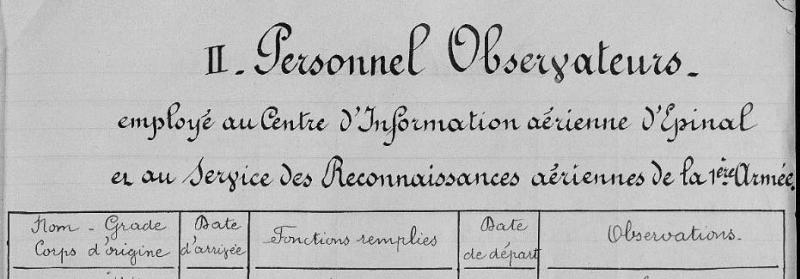 II. Personnel Observateurs.
employé au Centre d'Information aérienne d'Epinal
et au Service des Reconnaissances aériennes de la 1ère Armée.
Nom - Grade
Corps d'origine
Date
d'arrivée
Fonctions remplies
Date
de départ
Observations.